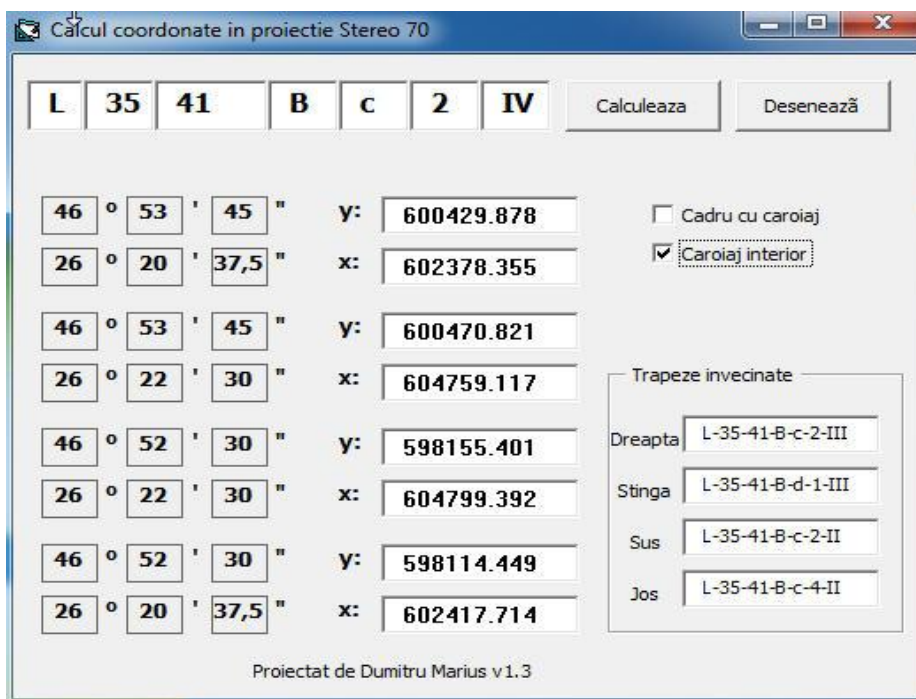 Calcul coordonate in proiectie Stereo 70
L 35 41 B c 2 IV Calculeaza Desenează
46 º 53 ' 45 " y: 600429.878
26 º 20 ' 37,5 " x: 602378.355
Cadru cu caroiaj
Caroiaj interior
46 º 53 ' 45 " y: 600470.821
26 º 22 ' 30 " x: 604759.117
46 º 52 ' 30 " y: 598155.401
26 º 22 ' 30 " x: 604799.392
46 º 52 ' 30 " y: 598114.449
26 º 20 ' 37,5 " x: 602417.714
Trapeze invecinate
Dreapta L-35-41-B-c-2-III
Stinga L-35-41-B-d-1-III
Sus L-35-41-B-c-2-II
Jos L-35-41-B-c-4-II
Proiectat de Dumitru Marius v1.3